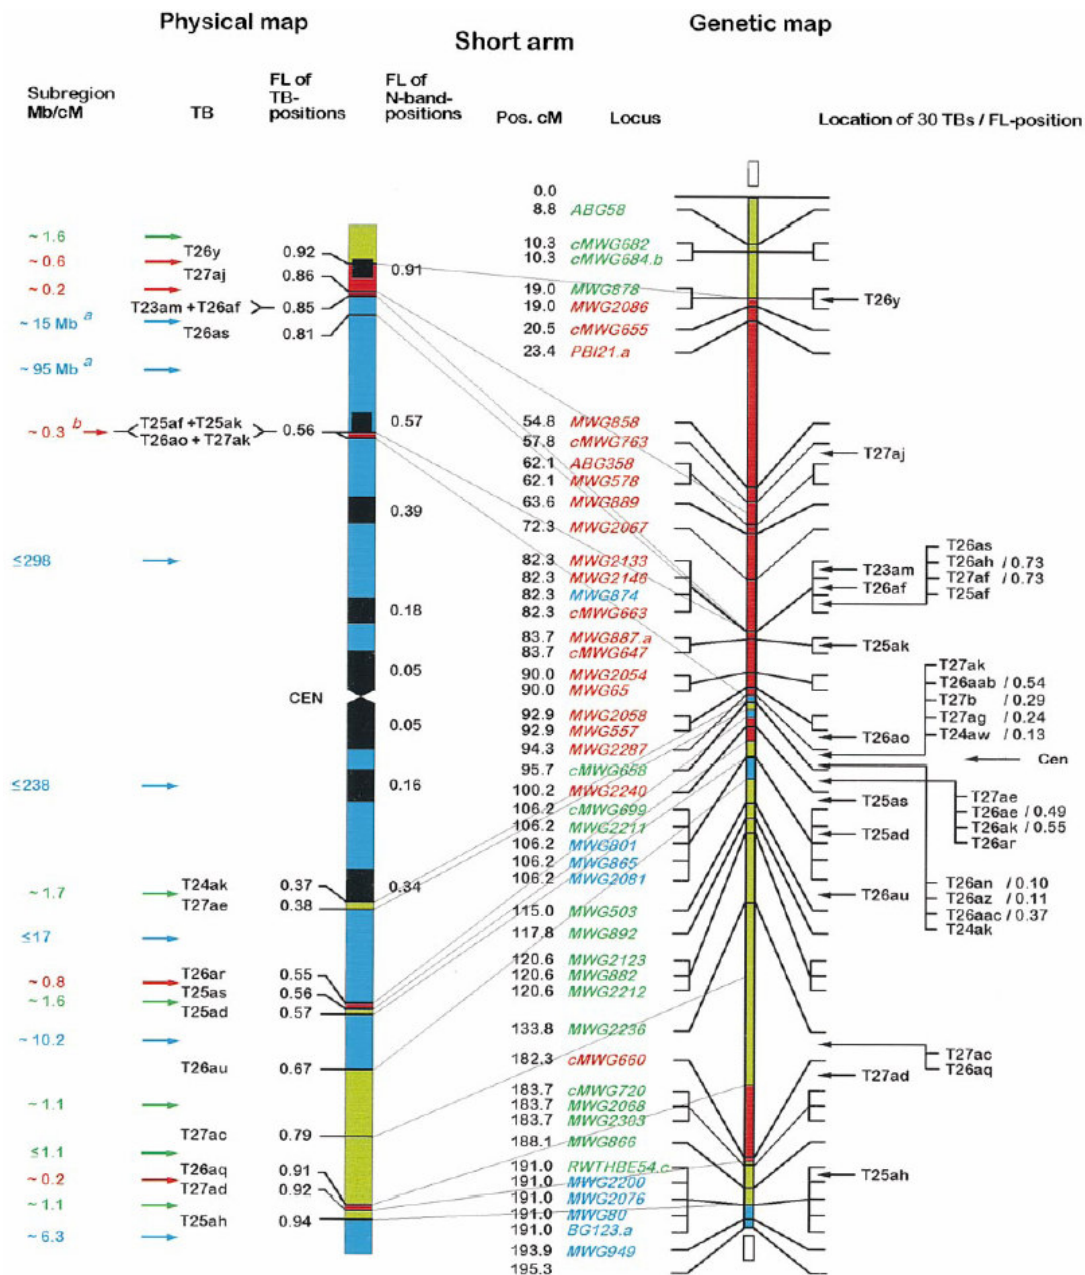 Physical map
Short arm
Genetic map
Subregion Mb/cM
TB
FL of TB-positions
FL of N-band-positions
Pos. cM
Locus
Location of 30 TBs / FL-position
~ 1.6
~ 0.6
~ 0.2
~ 15 Mb a
~ 95 Mb a
~ 0.3 b
≤298
≤238
~ 1.7
≤17
~ 0.8
~ 1.6
~ 10.2
~ 1.1
≤1.1
~ 0.2
~ 1.1
~ 6.3
T26y 0.92
T27aj 0.86
T23am + T26af 0.85
T26as 0.81
T25af + T25ak
T26ao + T27ak
0.56
CEN
T24ak 0.37
T27ae 0.38
T26ar 0.55
T25as 0.56
T25ad 0.57
T26au 0.67
T27ac 0.79
T26aq 0.91
T27ad 0.92
T25ah 0.94
0.91
0.57
0.39
0.18
0.05
0.05
0.16
0.34
0.0
8.8 ABG58
10.3 cMWG682
10.3 cMWG684.b
19.0 MWG878
19.0 MWG2086
20.5 cMWG655
23.4 PBI21.a
54.8 MWG858
57.8 cMWG763
62.1 ABG358
62.1 MWG578
63.6 MWG889
72.3 MWG2067
82.3 MWG2133
82.3 MWG2146
82.3 MWG874
82.3 cMWG663
83.7 MWG887.a
83.7 cMWG647
90.0 MWG2054
90.0 MWG65
92.9 MWG2058
92.9 MWG557
94.3 MWG2287
95.7 cMWG658
100.2 MWG2240
106.2 cMWG699
106.2 MWG2211
106.2 MWG801
106.2 MWG865
106.2 MWG2081
115.0 MWG503
117.8 MWG892
120.6 MWG2123
120.6 MWG882
120.6 MWG2212
133.8 MWG2236
182.3 cMWG660
183.7 cMWG720
183.7 MWG2068
183.7 MWG2303
188.1 MWG866
191.0 RWTHBE54.c
191.0 MWG2200
191.0 MWG2076
191.0 MWG80
191.0 BG123.a
193.9 MWG949
195.3
T26y
T27aj
T23am
T26af
T26as
T26ah / 0.73
T27af / 0.73
T25af
T25ak
T27ak
T26aab / 0.54
T27b / 0.29
T27ag / 0.24
T24aw / 0.13
T26ao
Cen
T25as
T27ae
T26ae / 0.49
T26ak / 0.55
T26ar
T25ad
T26au
T26an / 0.10
T26az / 0.11
T26aac / 0.37
T24ak
T27ac
T26aq
T27ad
T25ah